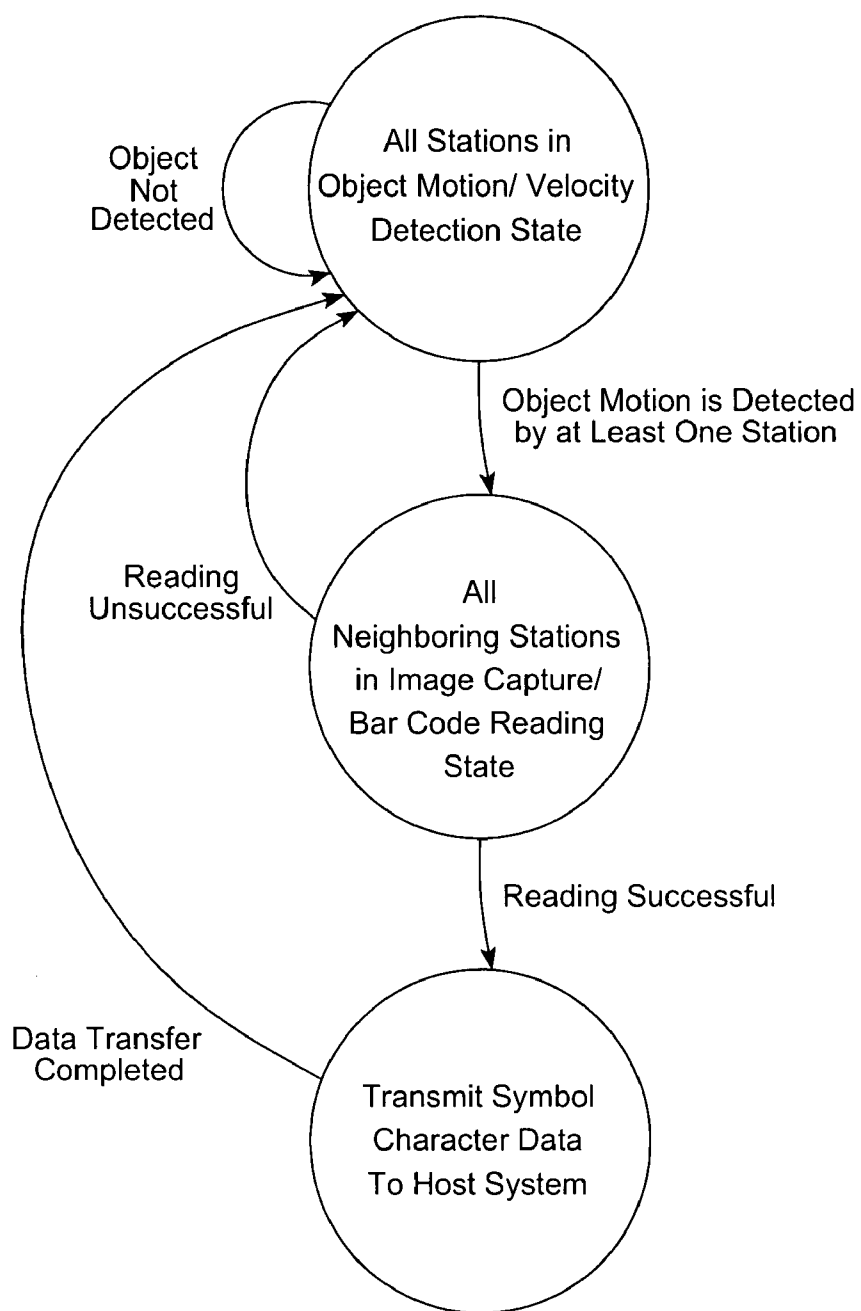 All Stations in
Object Motion/ Velocity
Detection State
Object
Not
Detected
Object Motion is Detected
by at Least One Station
Reading
Unsuccessful
All
Neighboring Stations
in Image Capture/
Bar Code Reading
State
Reading Successful
Data Transfer
Completed
Transmit Symbol
Character Data
To Host System